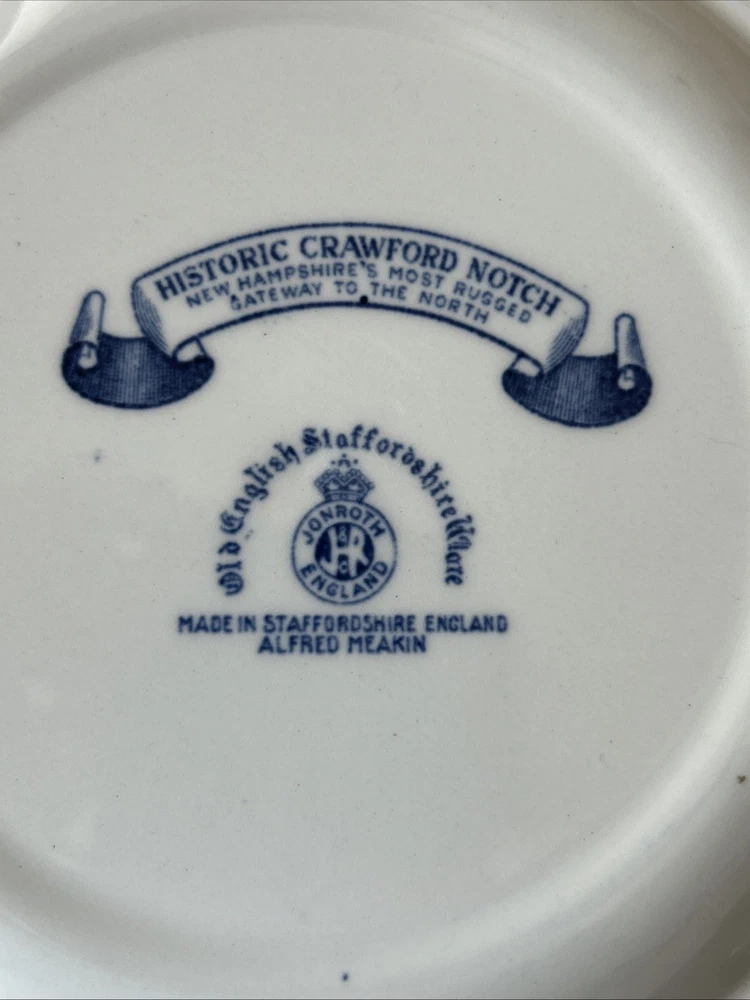 HISTORIC CRAWFORD NOTCH
NEW HAMPSHIRE'S MOST RUGGED
GATEWAY TO THE NORTH
Old English Staffordshire Ware
JONROTH
J&R
Co
ENGLAND
MADE IN STAFFORDSHIRE ENGLAND
ALFRED MEAKIN